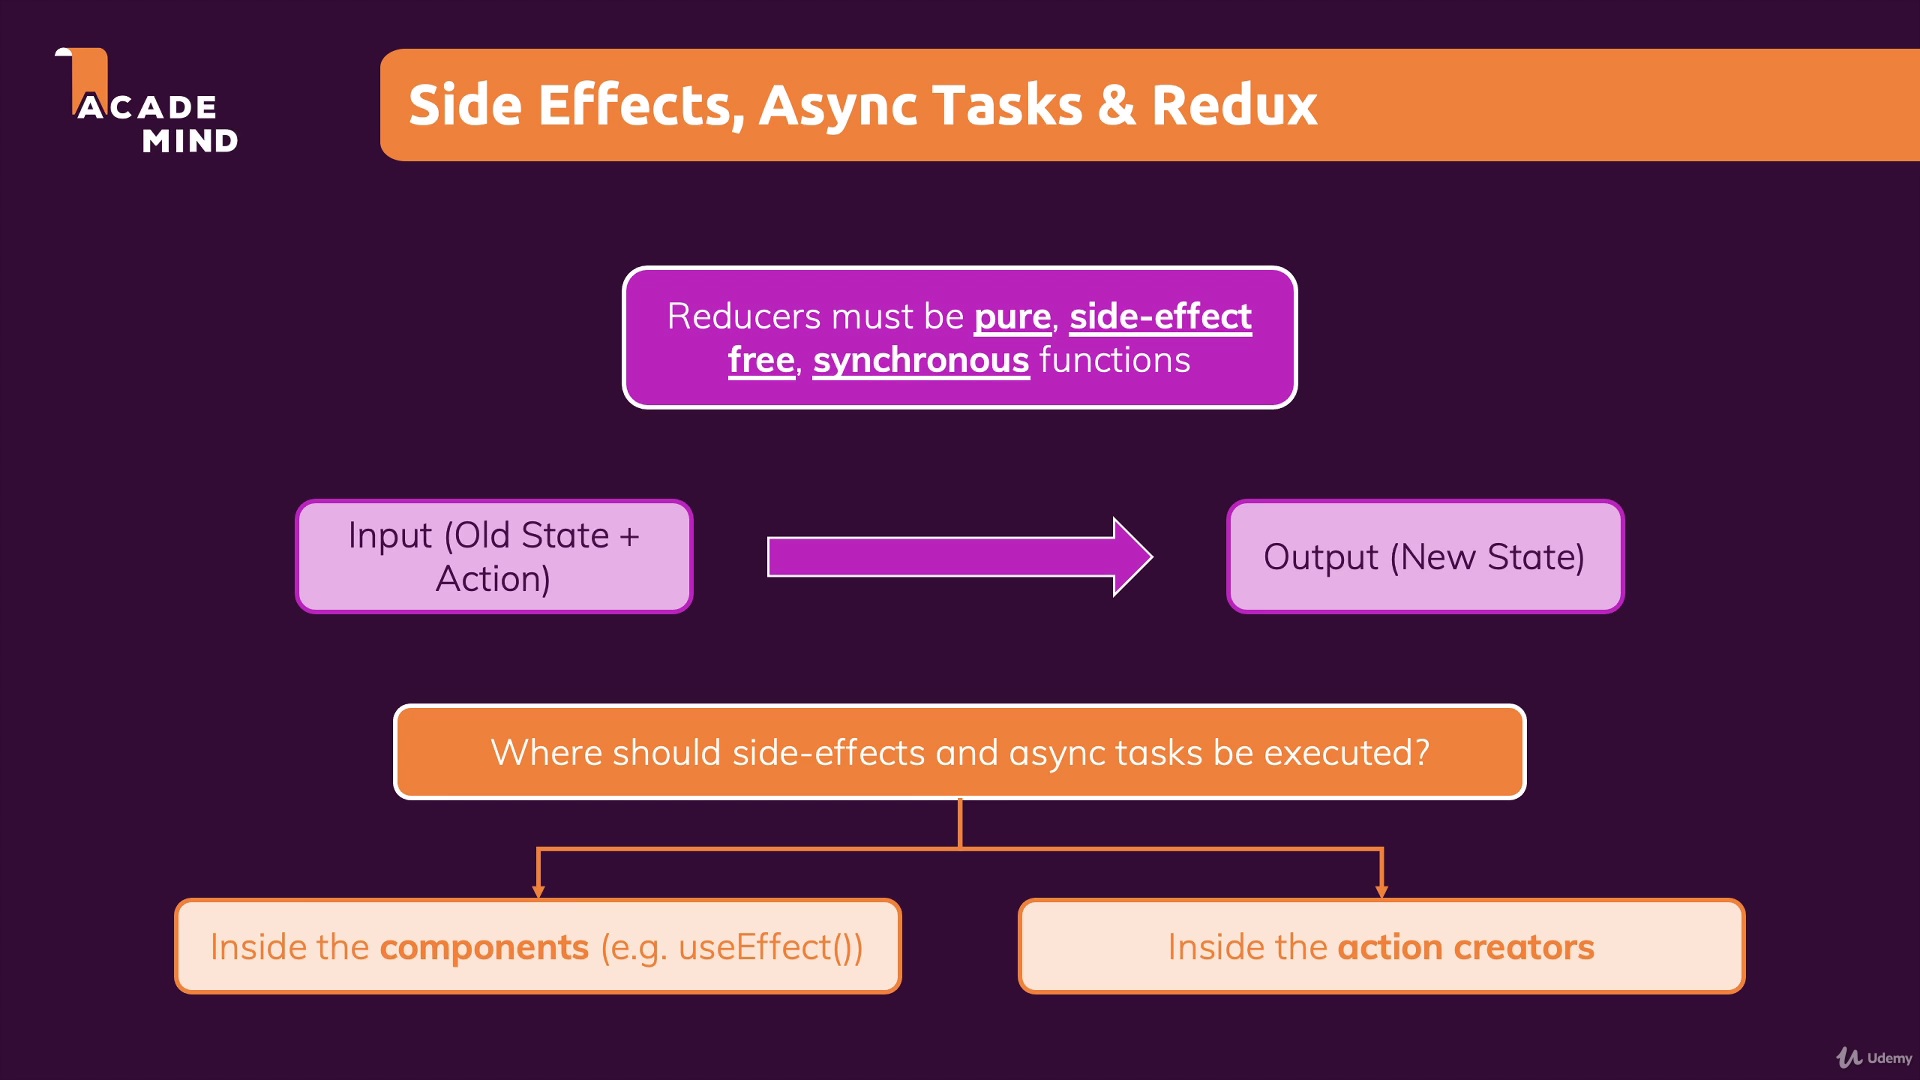 ACADE
MIND
Side Effects, Async Tasks & Redux
Reducers must be pure, side-effect
free, synchronous functions
Input (Old State +
Action)
Output (New State)
Where should side-effects and async tasks be executed?
Inside the components (e.g. useEffect())
Inside the action creators
Udemy